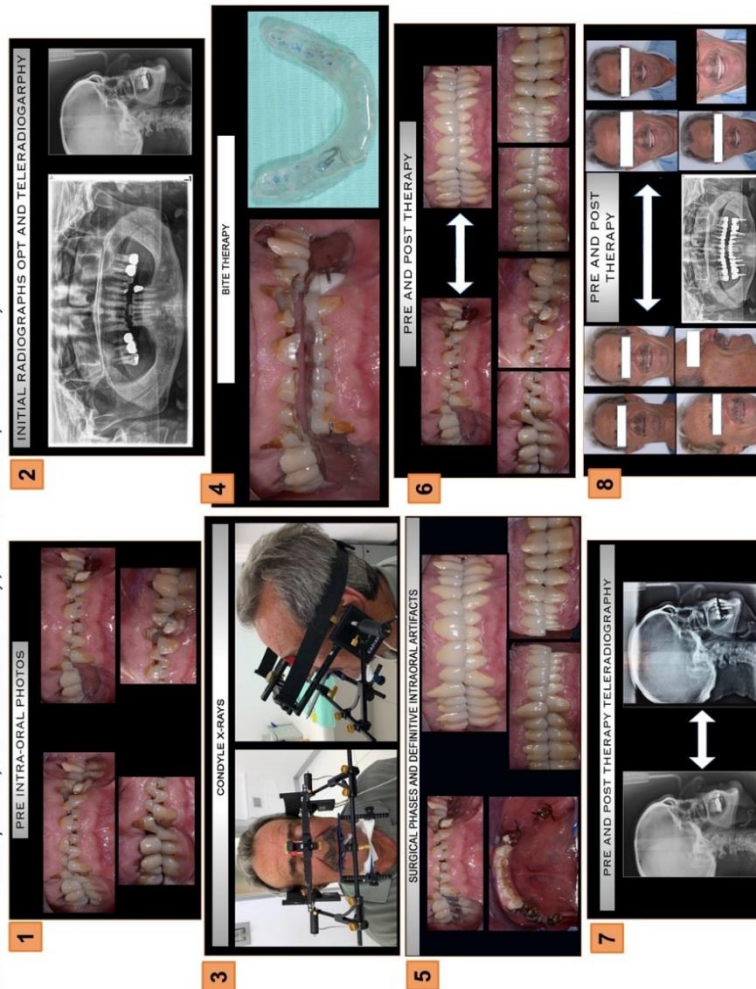 1
PRE INTRA-ORAL PHOTOS
2
INITIAL RADIOGRAPHS OPT AND TELERADIOGARPHY
3
CONDYLE X-RAYS
4
BITE THERAPY
5
SURGICAL PHASES AND DEFINITIVE INTRAORAL ARTIFACTS
6
PRE AND POST THERAPY
7
PRE AND POST THERAPY TELERADIOGRAPHY
8
PRE AND POST
THERAPY